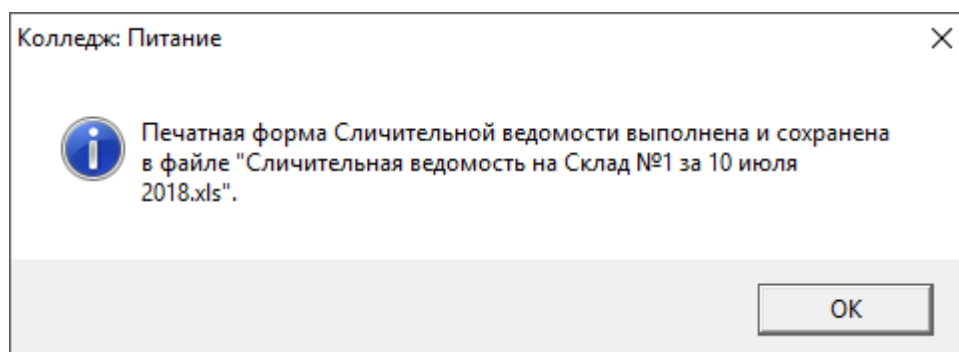 Колледж: Питание
Печатная форма Сличительной ведомости выполнена и сохранена
в файле "Сличительная ведомость на Склад №1 за 10 июля
2018.xls".
ОК